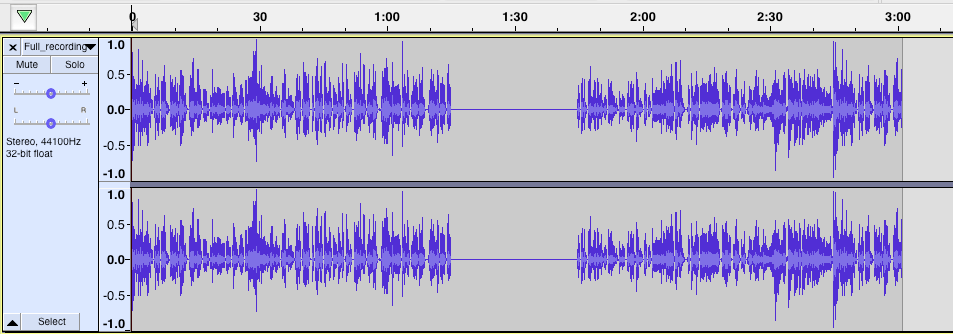 0 30 1:00 1:30 2:00 2:30 3:00
× Full_recording
Mute Solo
− +
L R
Stereo, 44100Hz
32-bit float
Select
1.0
0.5
0.0
-0.5
-1.0
1.0
0.5
0.0
-0.5
-1.0